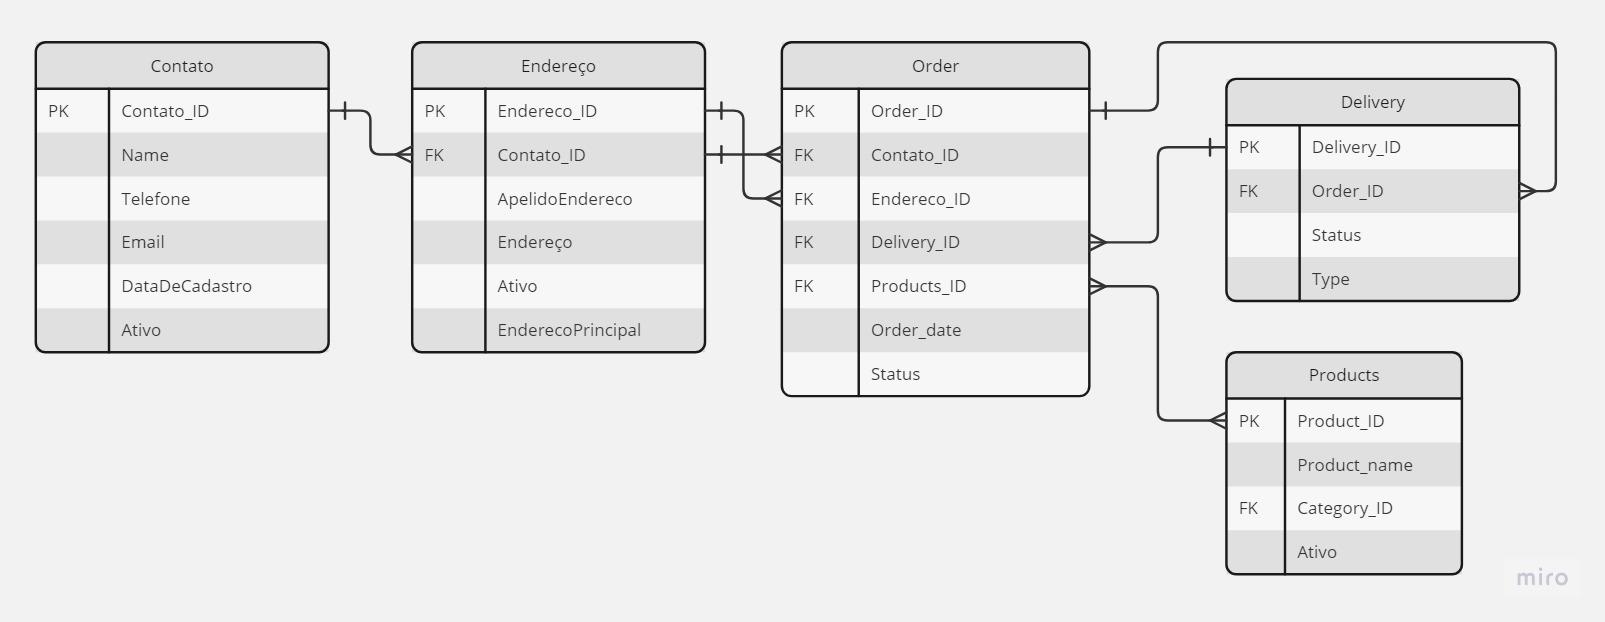 Contato
PK Contato_ID
Name
Telefone
Email
DataDeCadastro
Ativo
Endereço
PK Endereco_ID
FK Contato_ID
ApelidoEndereco
Endereço
Ativo
EnderecoPrincipal
Order
PK Order_ID
FK Contato_ID
FK Endereco_ID
FK Delivery_ID
FK Products_ID
Order_date
Status
Delivery
PK Delivery_ID
FK Order_ID
Status
Type
Products
PK Product_ID
Product_name
FK Category_ID
Ativo
miro